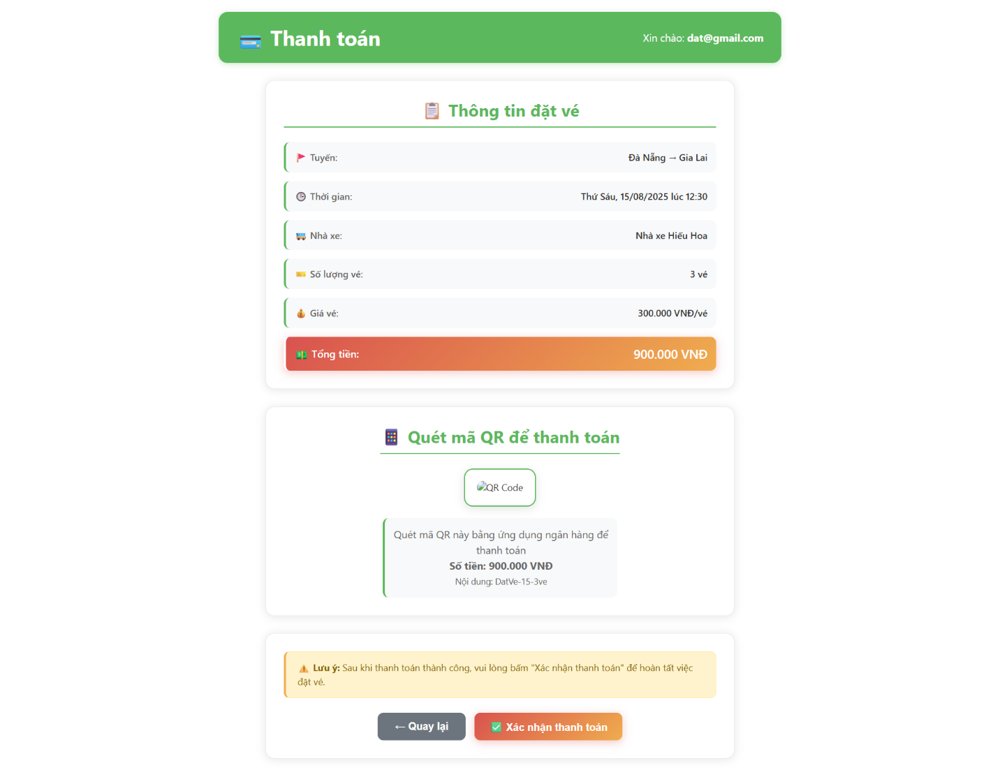 Thanh toán
Xin chào: dat@gmail.com
Thông tin đặt vé
Tuyến:
Đà Nẵng → Gia Lai
Thời gian:
Thứ Sáu, 15/08/2025 lúc 12:30
Nhà xe:
Nhà xe Hiếu Hoa
Số lượng vé:
3 vé
Giá vé:
300.000 VNĐ/vé
Tổng tiền:
900.000 VNĐ
Quét mã QR để thanh toán
QR Code
Quét mã QR này bằng ứng dụng ngân hàng để
thanh toán
Số tiền: 900.000 VNĐ
Nội dung: DatVe-15-3ve
Lưu ý: Sau khi thanh toán thành công, vui lòng bấm "Xác nhận thanh toán" để hoàn tất việc
đặt vé.
← Quay lại
Xác nhận thanh toán